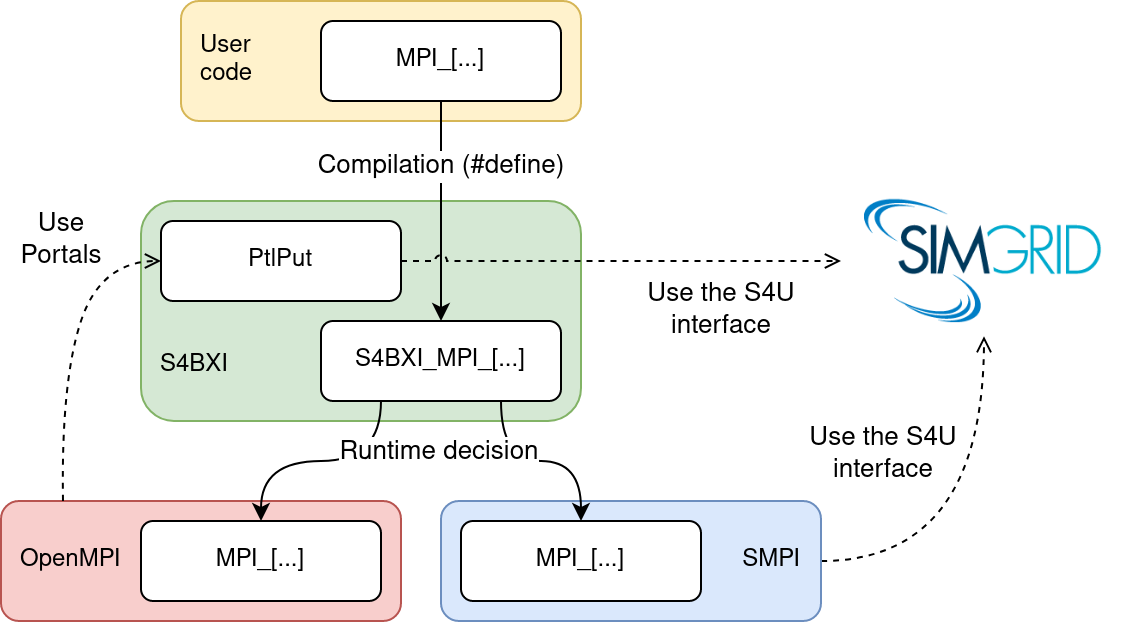 User
code
MPI_[...]
Compilation (#define)
Use
Portals
PtlPut
SIMGRID
Use the S4U
interface
S4BXI
S4BXI_MPI_[...]
Runtime decision
Use the S4U
interface
OpenMPI
MPI_[...]
MPI_[...]
SMPI